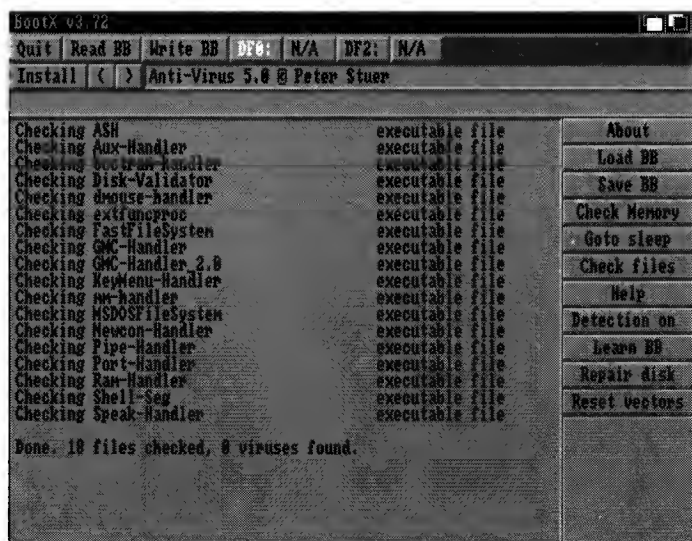 BootX v3.72
Quit Read BB Write BB DF0: N/A DF2: N/A
Install < > Anti-Virus 5.0 @ Peter Stuer
Checking ASH executable file
Checking Aux-Handler executable file
Checking bootram-handler executable file
Checking Disk-Validator executable file
Checking dmouse-handler executable file
Checking extfuncproc executable file
Checking FastFileSystem executable file
Checking GMC-Handler executable file
Checking GMC-Handler_2.0 executable file
Checking KeyMenu-Handler executable file
Checking nm-handler executable file
Checking MSDOSFileSystem executable file
Checking Newcon-Handler executable file
Checking Pipe-Handler executable file
Checking Port-Handler executable file
Checking Ram-Handler executable file
Checking Shell-Seg executable file
Checking Speak-Handler executable file
Done. 18 files checked, 0 viruses found.
About
Load BB
Save BB
Check Memory
Goto sleep
Check files
Help
Detection on
Learn BB
Repair disk
Reset vectors